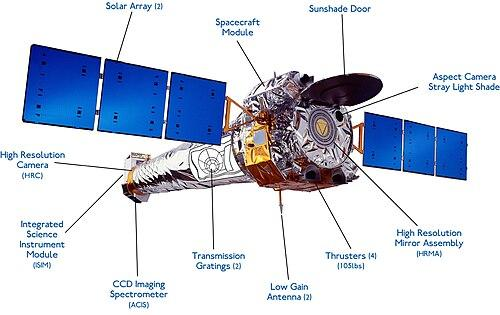 Solar Array (2)
Spacecraft
Module
Sunshade Door
Aspect Camera
Stray Light Shade
High Resolution
Camera
(HRC)
Integrated
Science
Instrument
Module
(ISIM)
CCD Imaging
Spectrometer
(ACIS)
Transmission
Gratings (2)
Low Gain
Antenna (2)
Thrusters (4)
(105lbs)
High Resolution
Mirror Assembly
(HRMA)